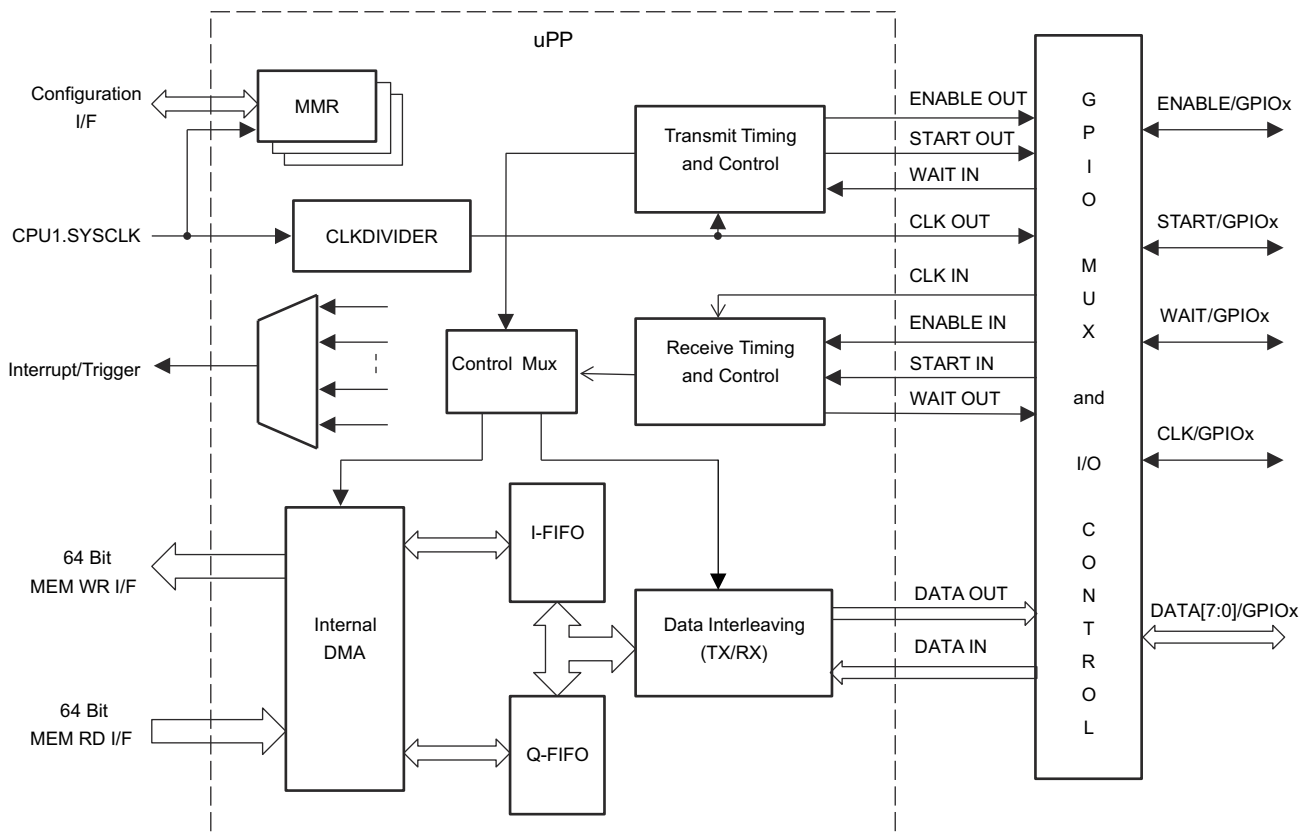 uPP
Configuration
I/F
MMR
CPU1.SYSCLK
CLKDIVIDER
Transmit Timing
and Control
ENABLE OUT
START OUT
WAIT IN
CLK OUT
CLK IN
ENABLE IN
START IN
WAIT OUT
Interrupt/Trigger
Control Mux
Receive Timing
and Control
64 Bit
MEM WR I/F
64 Bit
MEM RD I/F
Internal
DMA
I-FIFO
Q-FIFO
Data Interleaving
(TX/RX)
DATA OUT
DATA IN
G
P
I
O
M
U
X
and
I/O
C
O
N
T
R
O
L
ENABLE/GPIOx
START/GPIOx
WAIT/GPIOx
CLK/GPIOx
DATA[7:0]/GPIOx